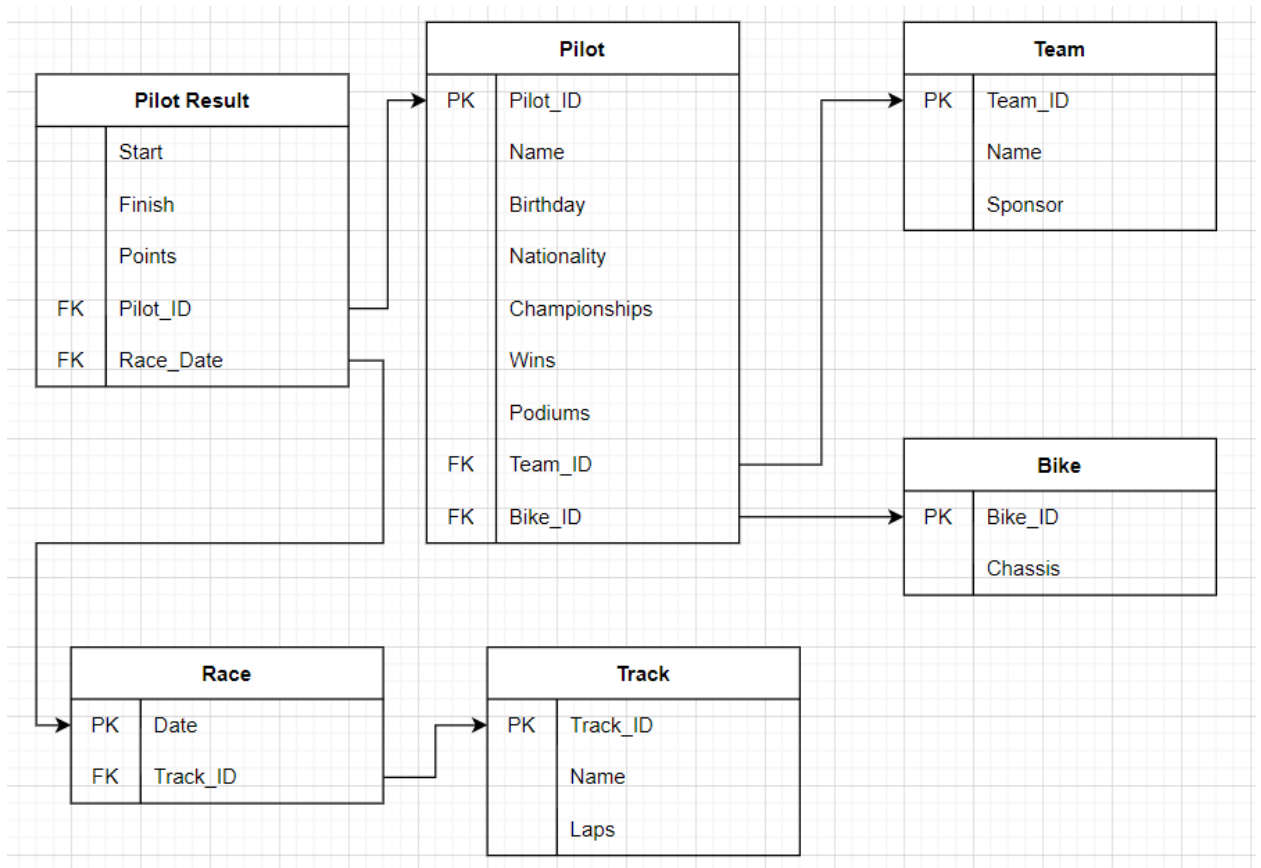 Pilot Result
Start
Finish
Points
FK Pilot_ID
FK Race_Date
Pilot
PK Pilot_ID
Name
Birthday
Nationality
Championships
Wins
Podiums
FK Team_ID
FK Bike_ID
Team
PK Team_ID
Name
Sponsor
Bike
PK Bike_ID
Chassis
Race
PK Date
FK Track_ID
Track
PK Track_ID
Name
Laps